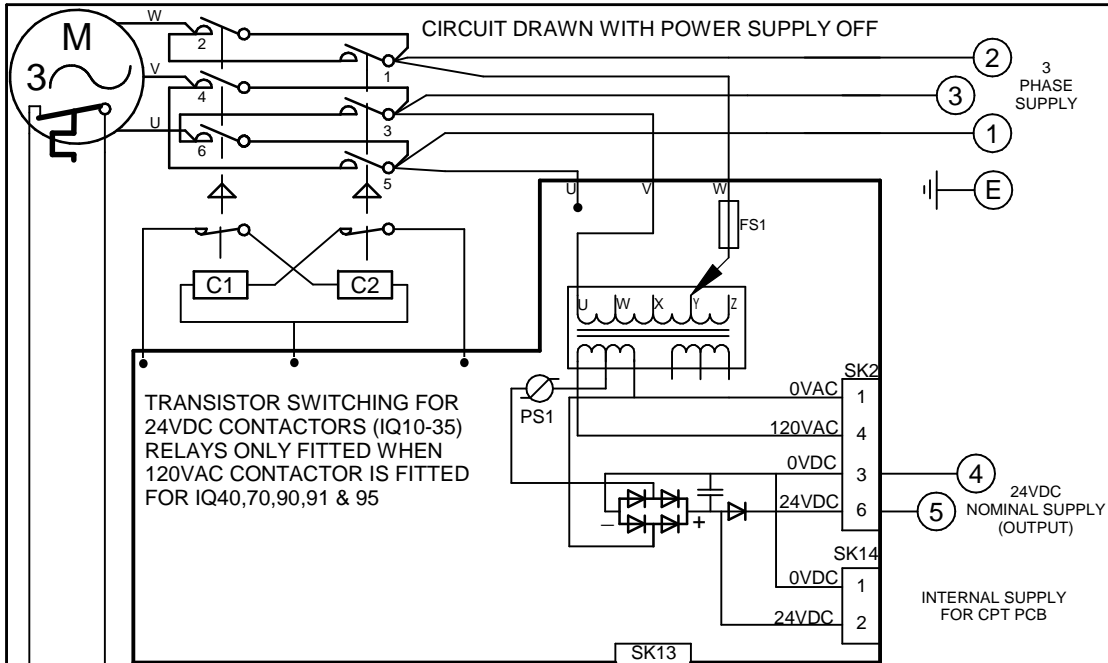 CIRCUIT DRAWN WITH POWER SUPPLY OFF
W
M
3
V
U
2
4
6
1
3
5
2
3
1
E
3
PHASE
SUPPLY
C1
C2
U
V
W
FS1
U
W
X
Y
Z
TRANSISTOR SWITCHING FOR
24VDC CONTACTORS (IQ10-35)
RELAYS ONLY FITTED WHEN
120VAC CONTACTOR IS FITTED
FOR IQ40,70,90,91 & 95
PS1
SK2
0VAC
1
120VAC
4
0VDC
3
24VDC
6
4
5
24VDC
NOMINAL SUPPLY
(OUTPUT)
–
+
SK14
0VDC
1
24VDC
2
INTERNAL SUPPLY
FOR CPT PCB
SK13